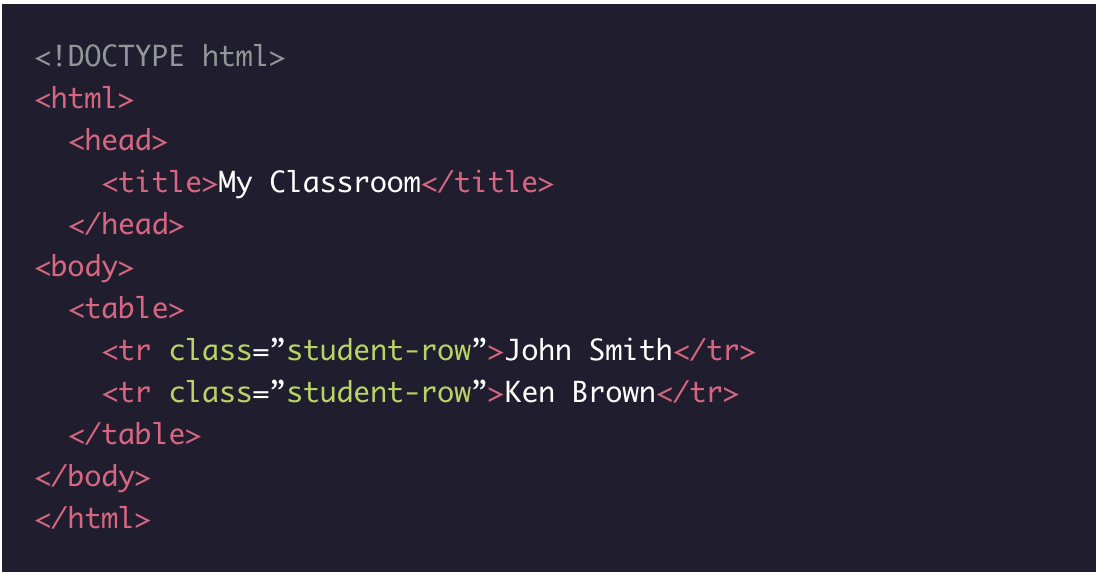 <!DOCTYPE html>
<html>
  <head>
    <title>My Classroom</title>
  </head>
<body>
  <table>
    <tr class=”student-row”>John Smith</tr>
    <tr class=”student-row”>Ken Brown</tr>
  </table>
</body>
</html>